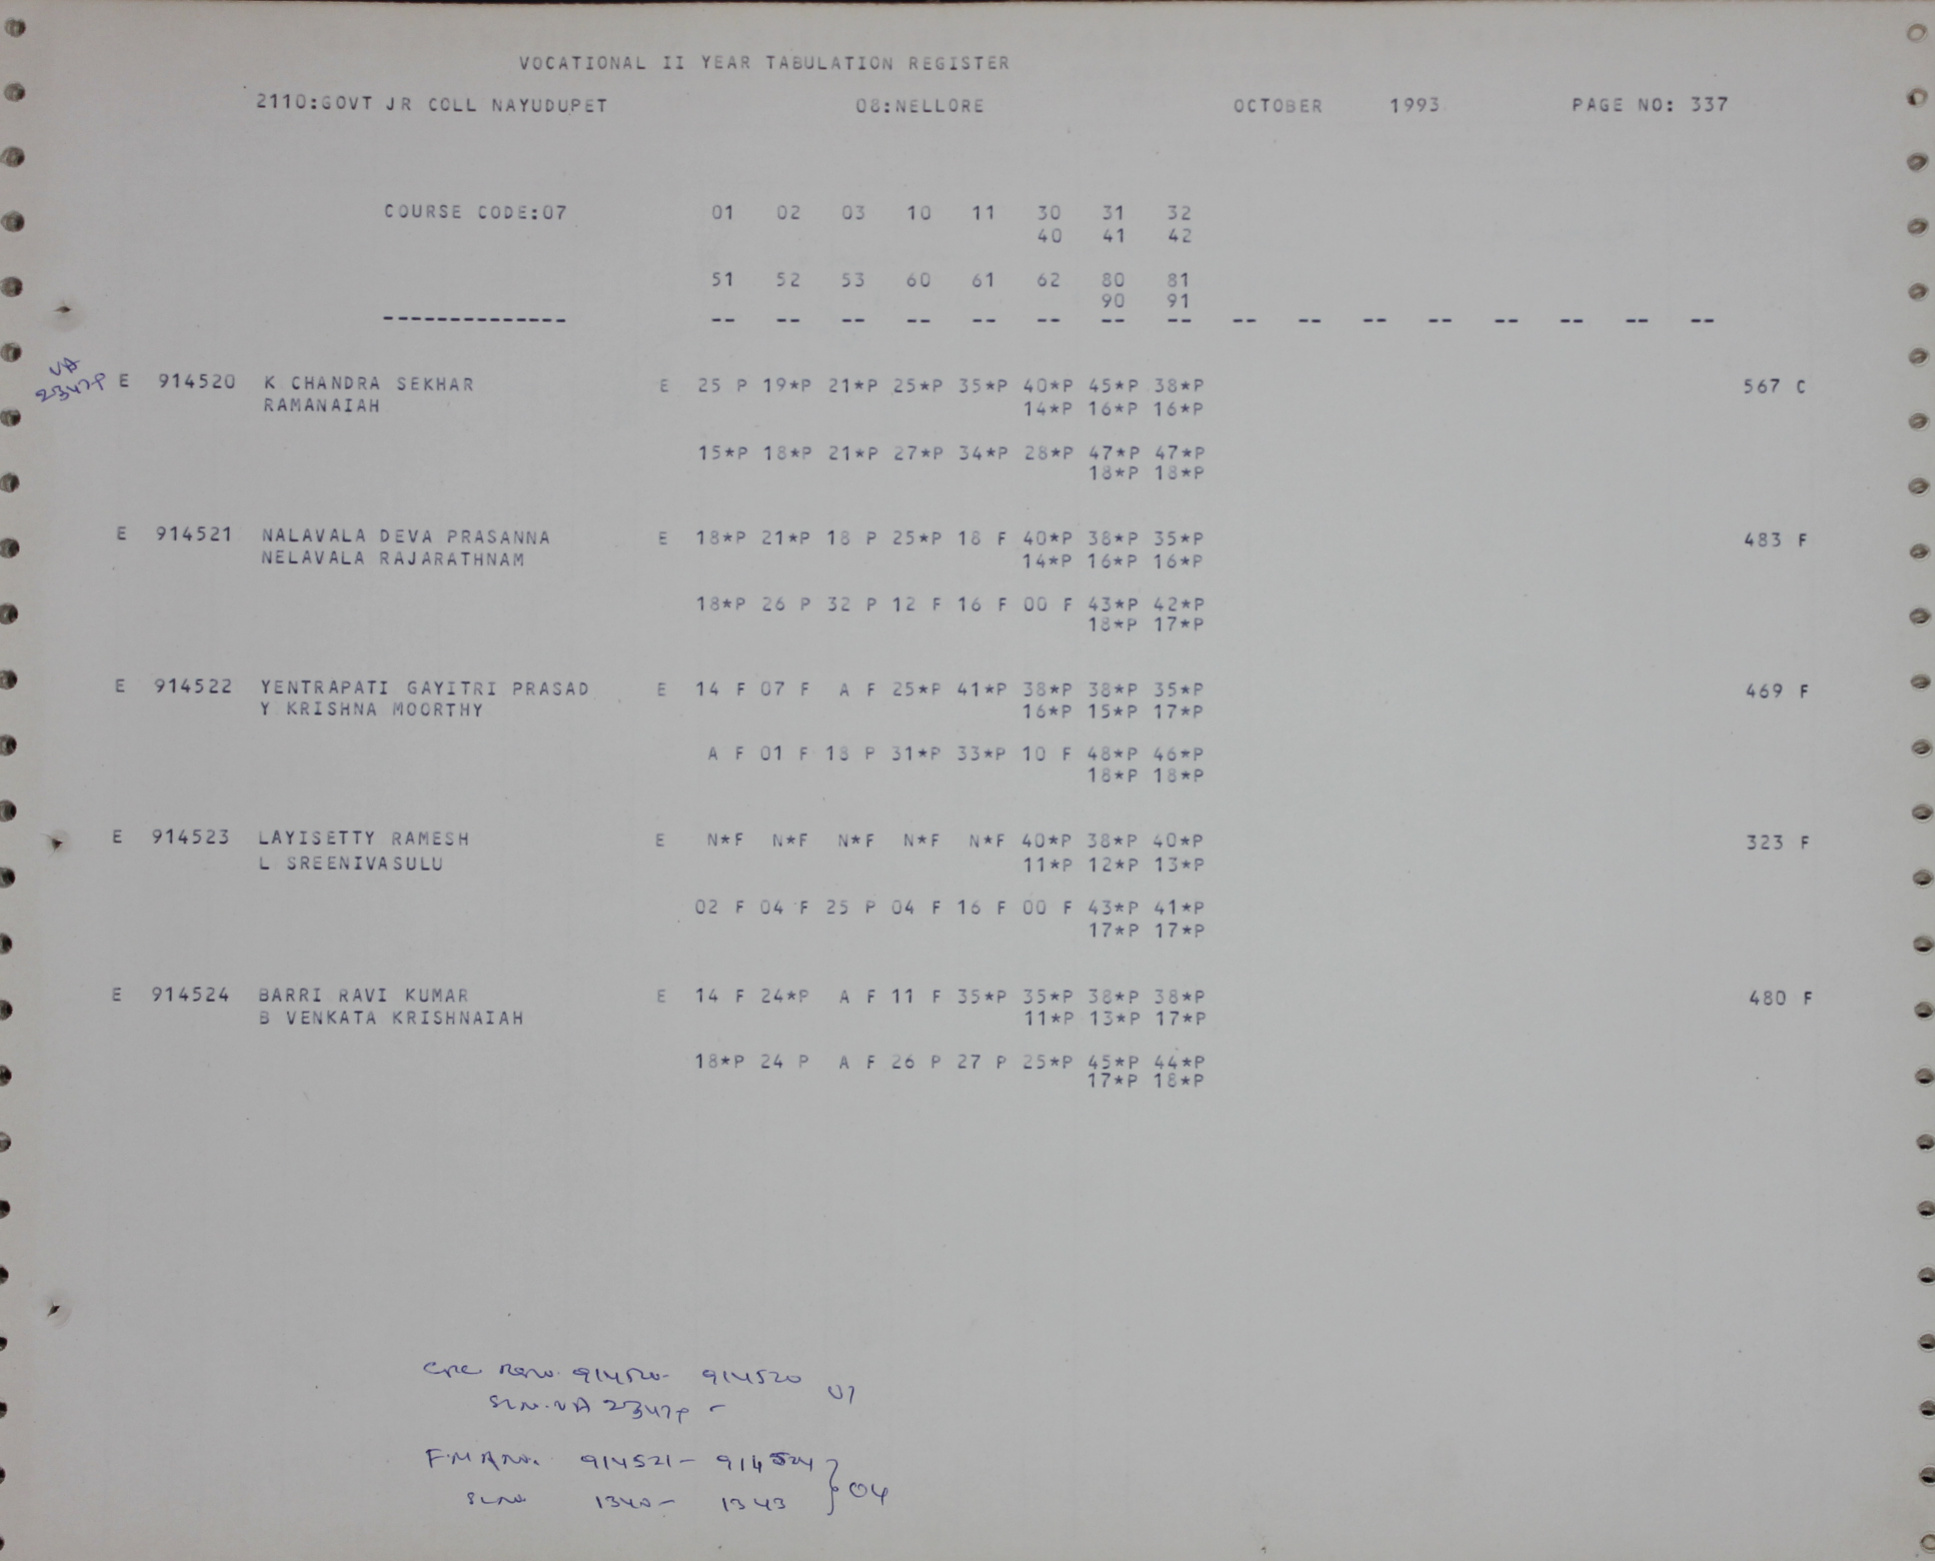 VOCATIONAL II YEAR TABULATION REGISTER
2110:GOVT JR COLL NAYUDUPET 08:NELLORE OCTOBER 1993 PAGE NO: 337
COURSE CODE:07 01 02 03 10 11 30 31 32
40 41 42
51 52 53 60 61 62 80 81
90 91
-------------- -- -- -- -- -- -- -- -- -- -- -- -- -- -- -- --
VA
E 914520 K CHANDRA SEKHAR E 25 P 19*P 21*P 25*P 35*P 40*P 45*P 38*P 567 C
RAMANAIAH 14*P 16*P 16*P
15*P 18*P 21*P 27*P 34*P 28*P 47*P 47*P
18*P 18*P
E 914521 NALAVALA DEVA PRASANNA E 18*P 21*P 18 P 25*P 18 F 40*P 38*P 35*P 483 F
NELAVALA RAJARATHNAM 14*P 16*P 16*P
18*P 26 P 32 P 12 F 16 F 00 F 43*P 42*P
18*P 17*P
E 914522 YENTRAPATI GAYITRI PRASAD E 14 F 07 F A F 25*P 41*P 38*P 38*P 35*P 469 F
Y KRISHNA MOORTHY 16*P 15*P 17*P
A F 01 F 18 P 31*P 33*P 10 F 48*P 46*P
18*P 18*P
E 914523 LAYISETTY RAMESH E N*F N*F N*F N*F N*F 40*P 38*P 40*P 323 F
L SREENIVASULU 11*P 12*P 13*P
02 F 04 F 25 P 04 F 16 F 00 F 43*P 41*P
17*P 17*P
E 914524 BARRI RAVI KUMAR E 14 F 24*P A F 11 F 35*P 35*P 38*P 38*P 480 F
B VENKATA KRISHNAIAH 11*P 13*P 17*P
18*P 24 P A F 26 P 27 P 25*P 45*P 44*P
17*P 18*P
914520- 914520
914521- 914524
1340- 1343 } 04